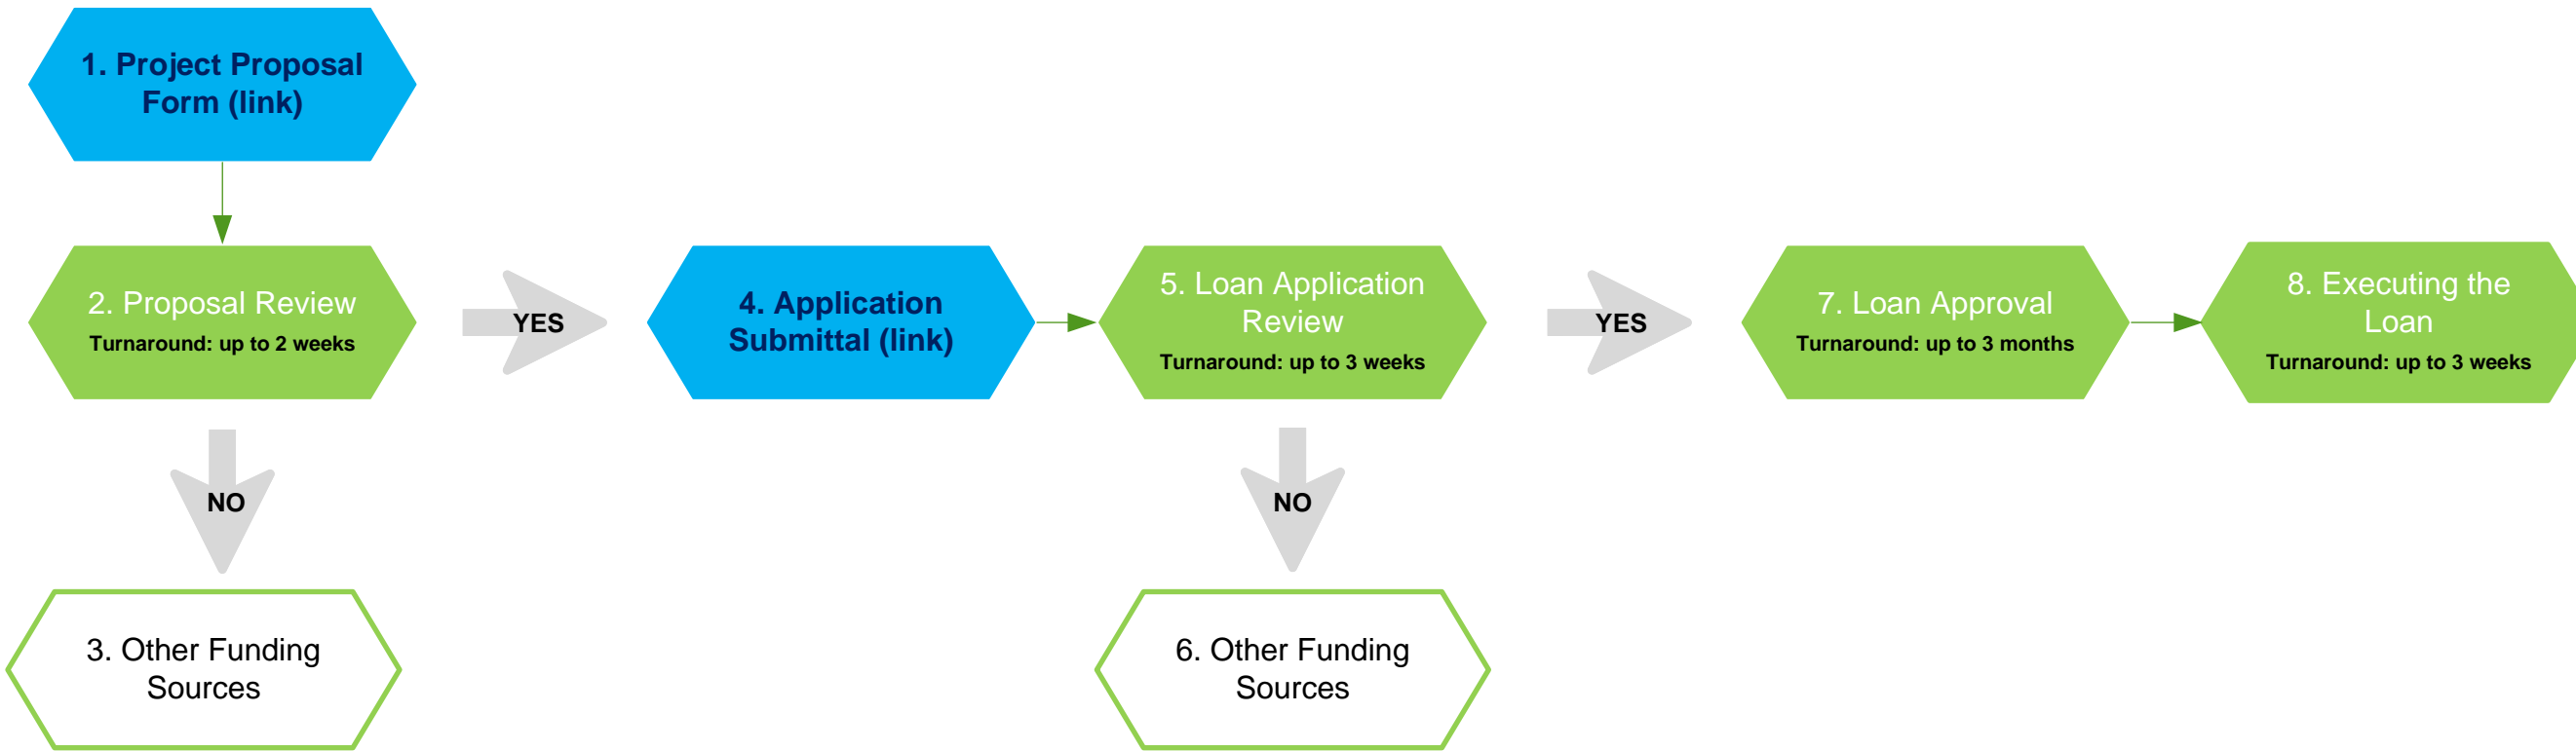 1. Project Proposal
Form (link)
2. Proposal Review
Turnaround: up to 2 weeks
YES
NO
3. Other Funding
Sources
4. Application
Submittal (link)
5. Loan Application
Review
Turnaround: up to 3 weeks
YES
NO
6. Other Funding
Sources
7. Loan Approval
Turnaround: up to 3 months
8. Executing the
Loan
Turnaround: up to 3 weeks